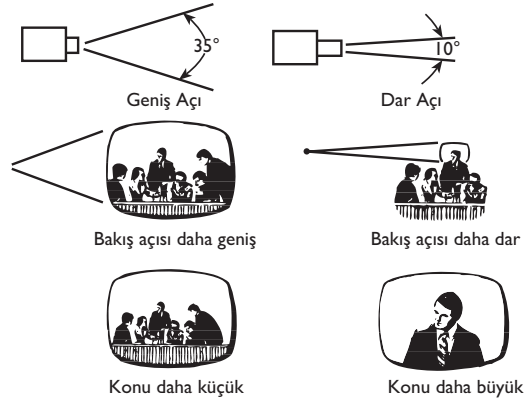 35°
10°
Geniş Açı
Dar Açı
Bakış açısı daha geniş
Bakış açısı daha dar
Konu daha küçük
Konu daha büyük